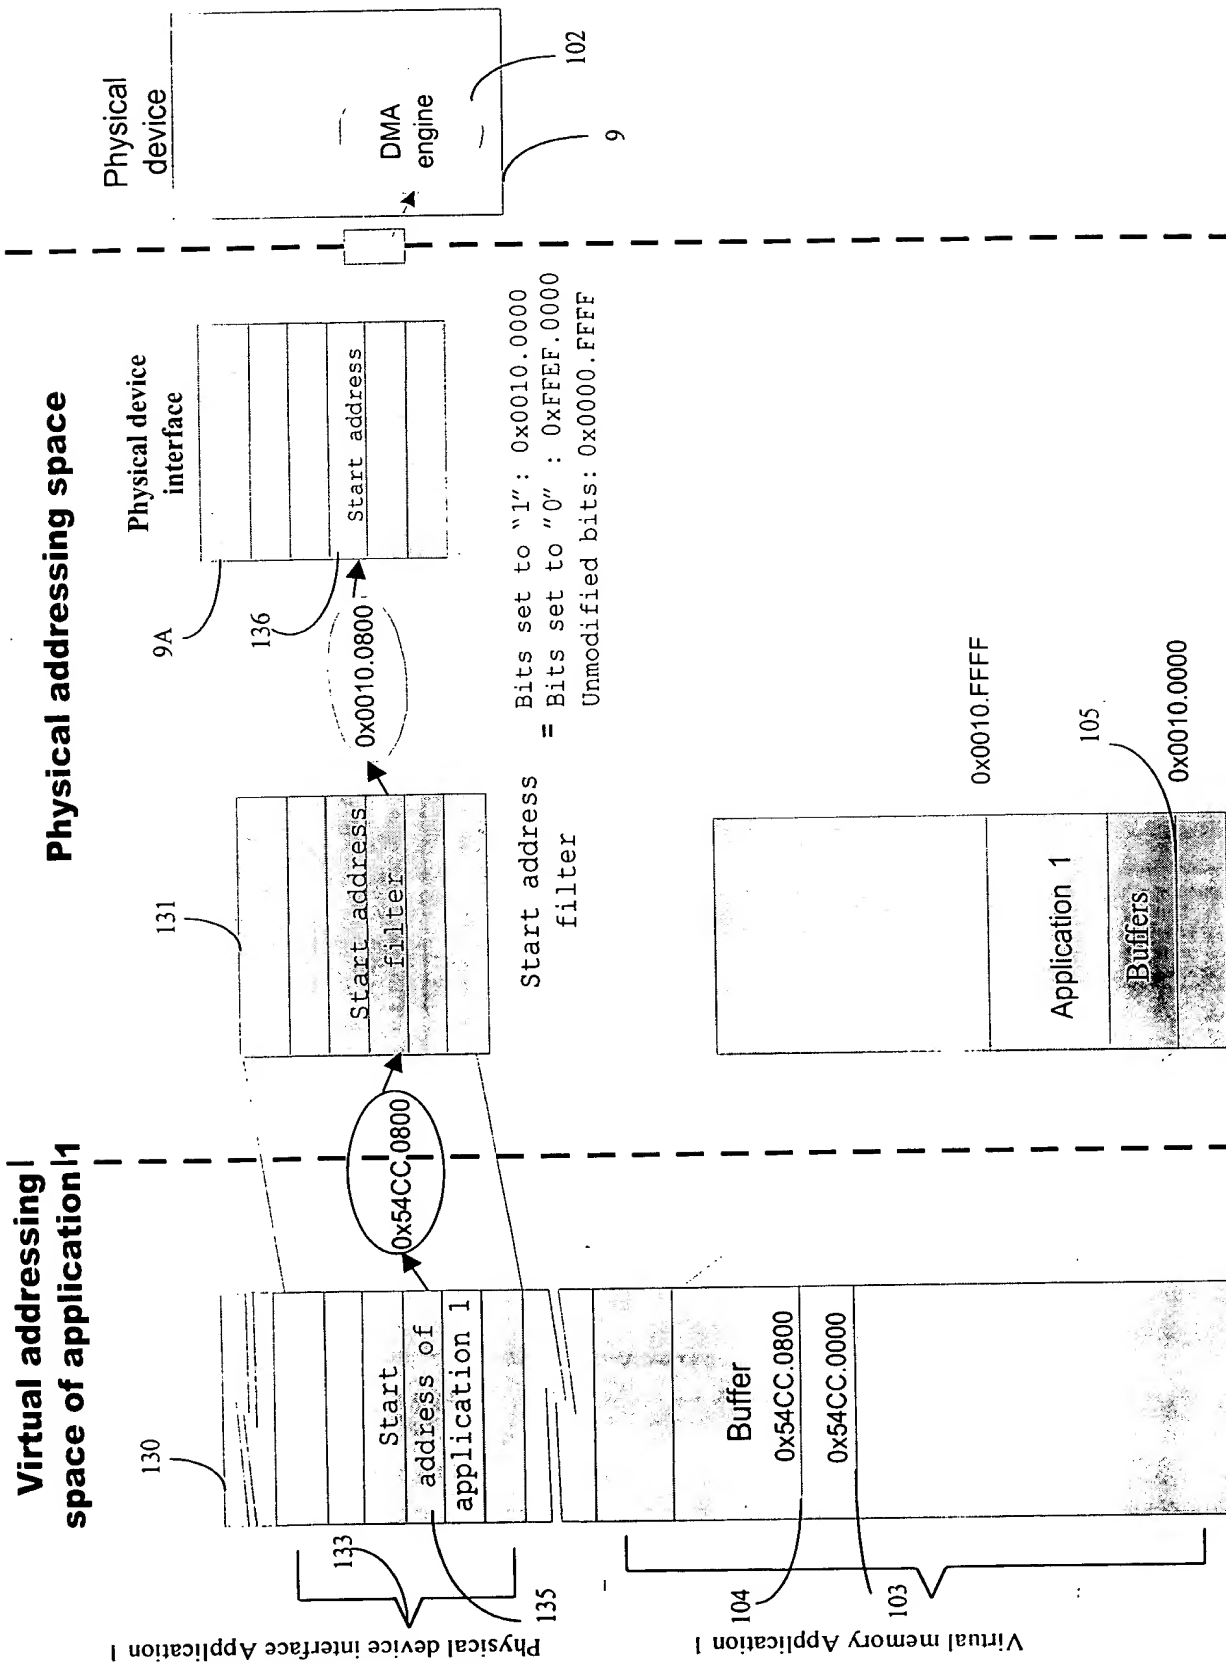 Virtual addressing
space of application 1
Physical addressing space
Physical
device
130
131
Physical device
interface
9A
136
DMA
engine
102
9
Start
address of
application 1
0x54CC.0800
Start address
filter
0x0010.0800
Start address
133
135
Physical device interface Application 1
Start address
filter
=
Bits set to "1": 0x0010.0000
Bits set to "0" : 0xFFEF.0000
Unmodified bits: 0x0000.FFFF
Buffer
0x54CC.0800
0x54CC.0000
104
103
Virtual memory Application 1
Application 1
Buffers
0x0010.FFFF
105
0x0010.0000